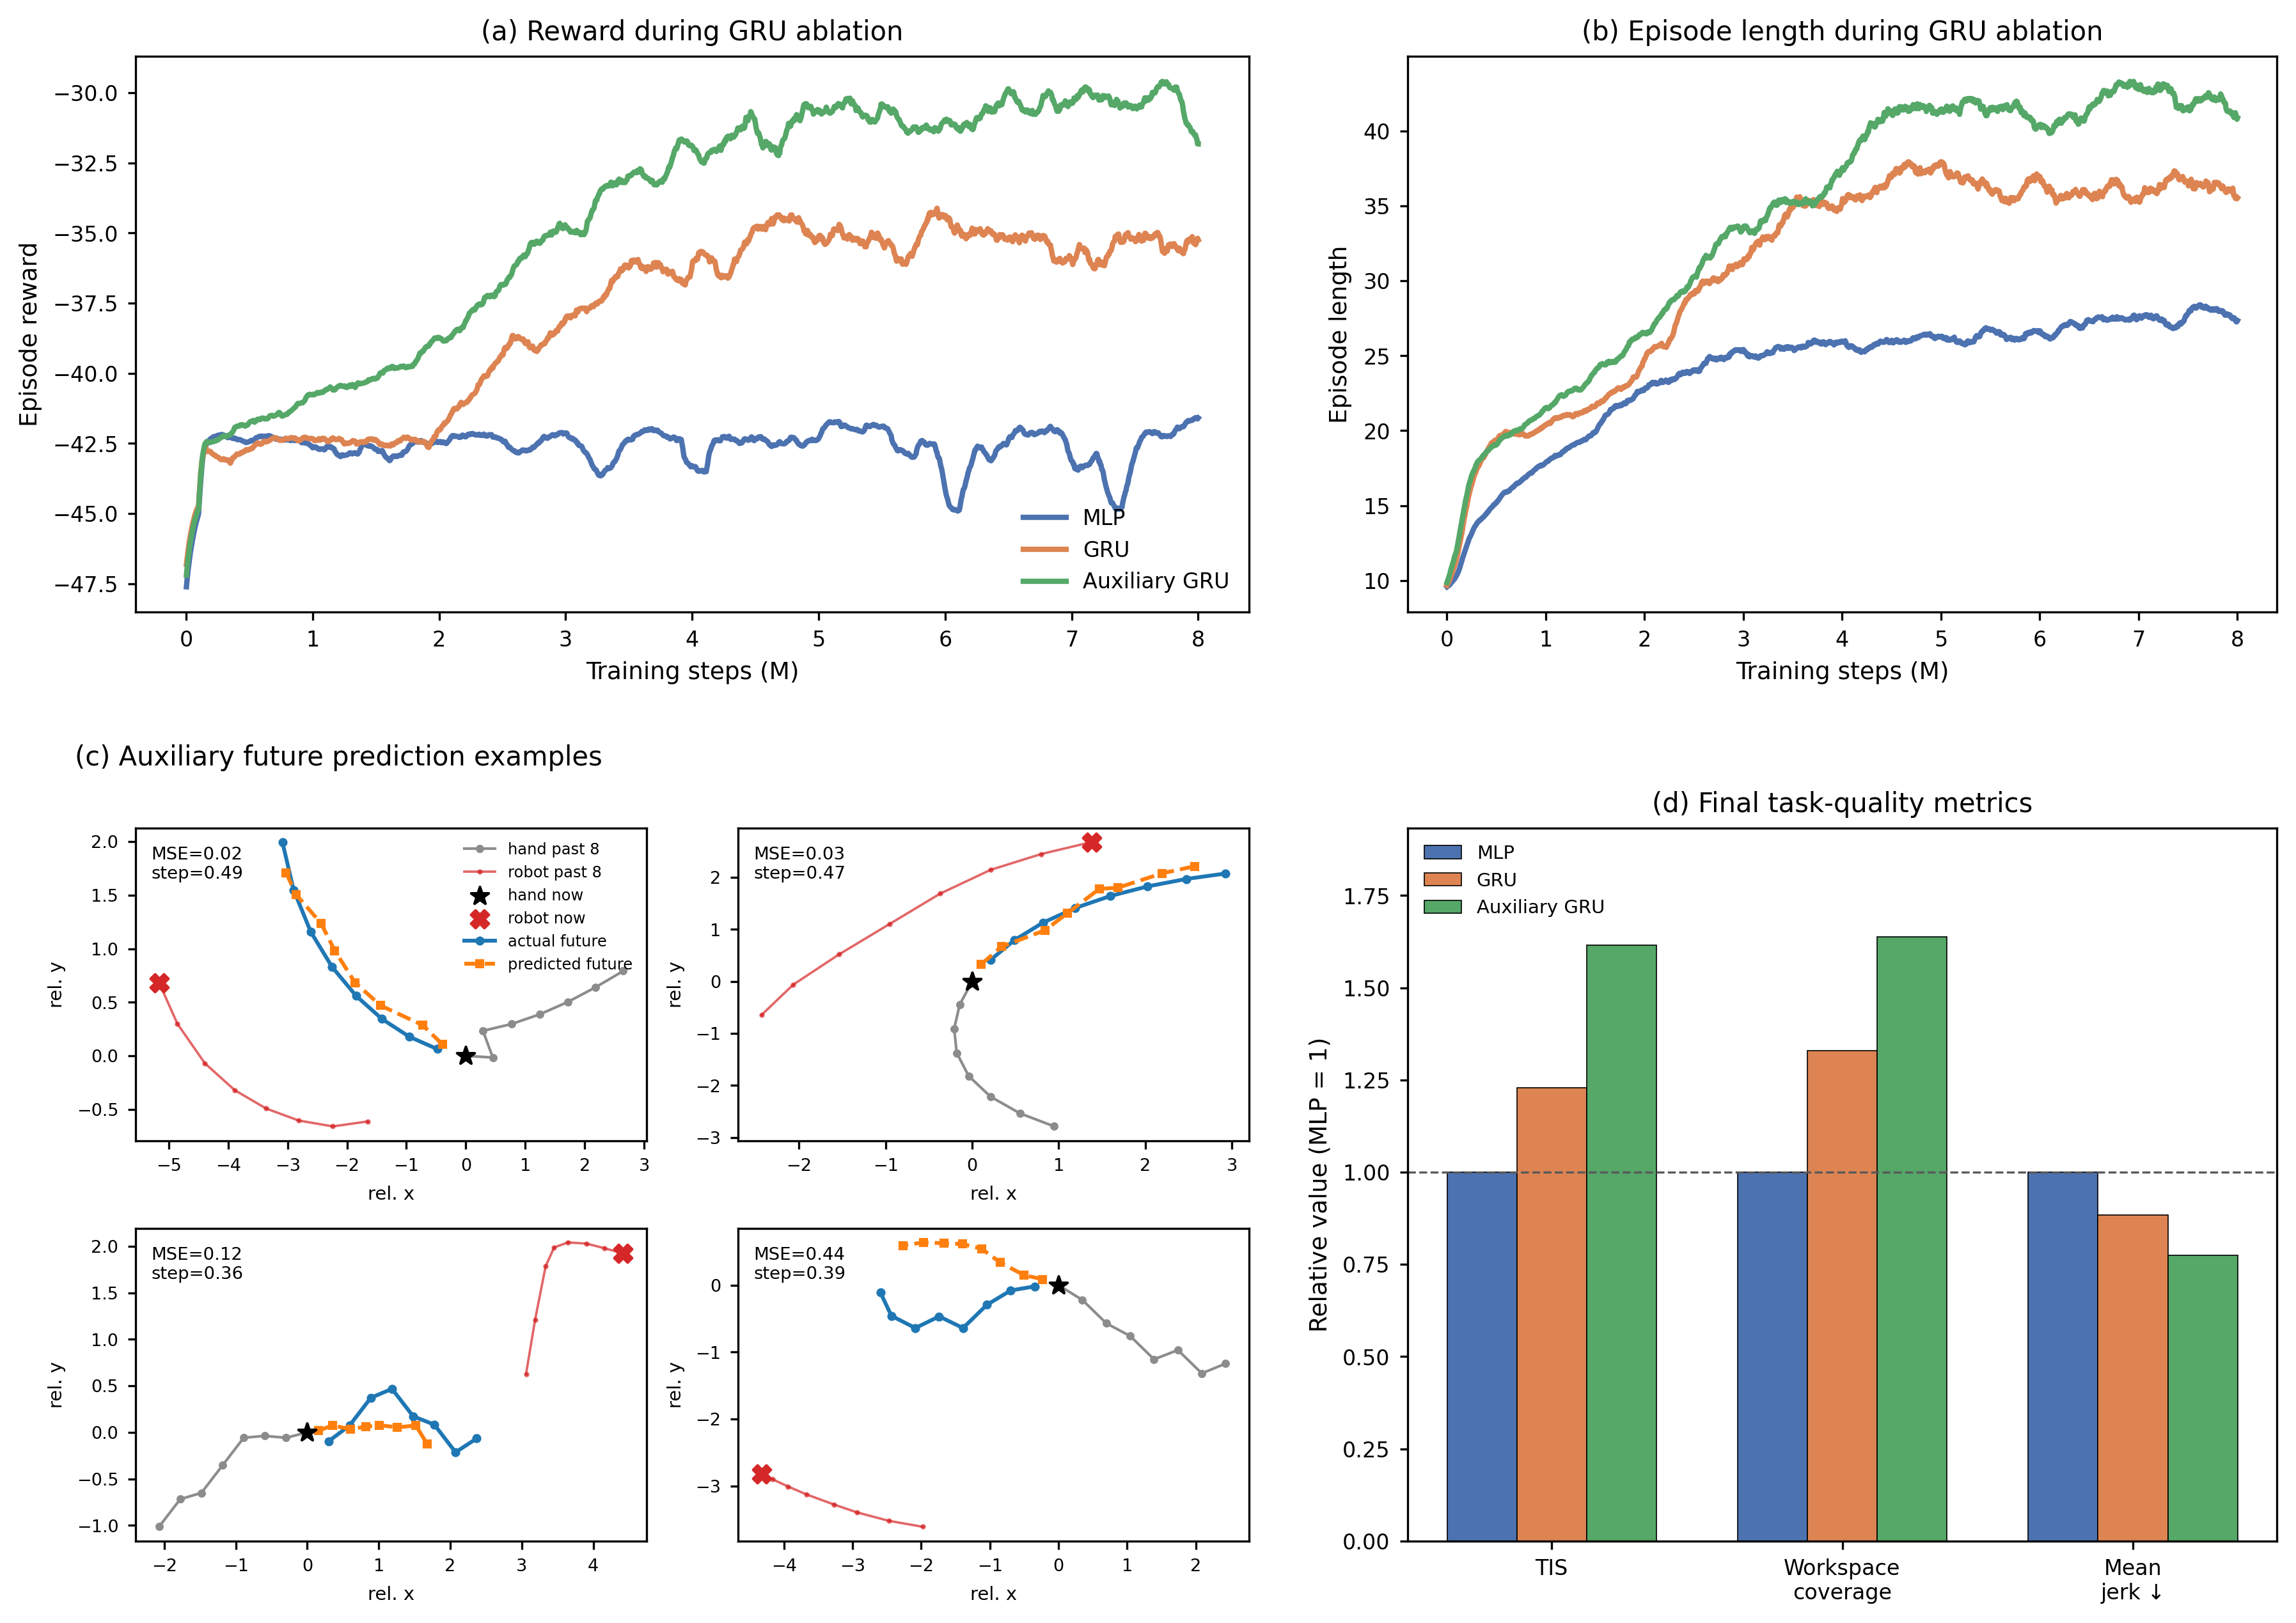 (a) Reward during GRU ablation
Episode reward
−30.0
−32.5
−35.0
−37.5
−40.0
−42.5
−45.0
−47.5
MLP
GRU
Auxiliary GRU
0 1 2 3 4 5 6 7 8
Training steps (M)
(b) Episode length during GRU ablation
Episode length
40
35
30
25
20
15
10
0 1 2 3 4 5 6 7 8
Training steps (M)
(c) Auxiliary future prediction examples
MSE=0.02
step=0.49
hand past 8
robot past 8
hand now
robot now
actual future
predicted future
rel. y
2.0
1.5
1.0
0.5
0.0
−0.5
−5 −4 −3 −2 −1 0 1 2 3
rel. x
MSE=0.03
step=0.47
rel. y
2
1
0
−1
−2
−3
−2 −1 0 1 2 3
rel. x
MSE=0.12
step=0.36
rel. y
2.0
1.5
1.0
0.5
0.0
−0.5
−1.0
−2 −1 0 1 2 3 4
rel. x
MSE=0.44
step=0.39
rel. y
0
−1
−2
−3
−4 −3 −2 −1 0 1 2
rel. x
(d) Final task-quality metrics
MLP
GRU
Auxiliary GRU
Relative value (MLP = 1)
1.75
1.50
1.25
1.00
0.75
0.50
0.25
0.00
TIS
Workspace
coverage
Mean
jerk ↓